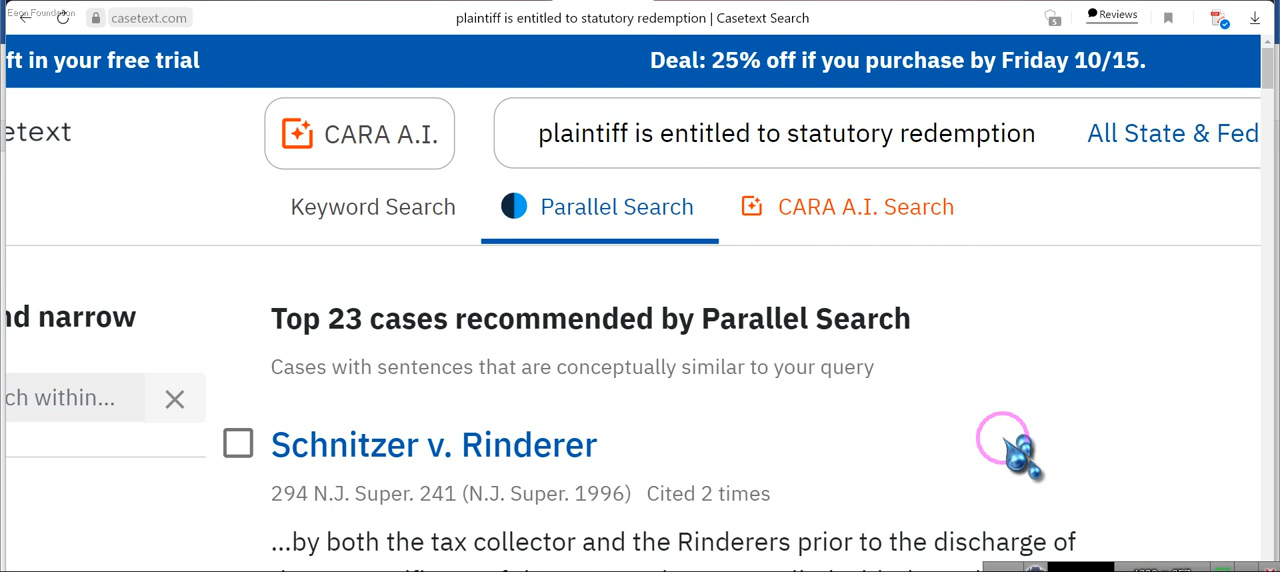 Eeon Foundation
casetext.com
plaintiff is entitled to statutory redemption | Casetext Search
5
Reviews
ft in your free trial
Deal: 25% off if you purchase by Friday 10/15.
etext
CARA A.I.
plaintiff is entitled to statutory redemption
All State & Fed
Keyword Search
Parallel Search
CARA A.I. Search
nd narrow
Top 23 cases recommended by Parallel Search
Cases with sentences that are conceptually similar to your query
ch within...
Schnitzer v. Rinderer
294 N.J. Super. 241 (N.J. Super. 1996) Cited 2 times
...by both the tax collector and the Rinderers prior to the discharge of